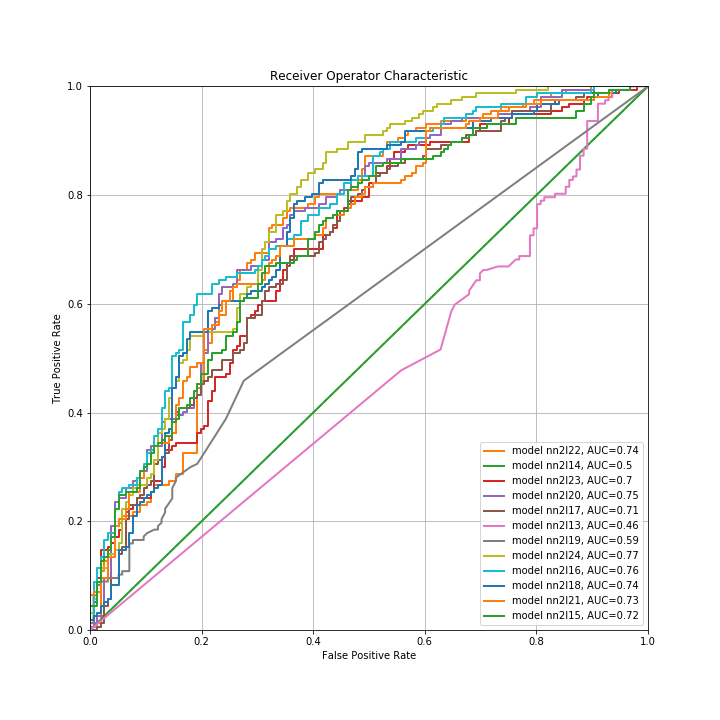 Receiver Operator Characteristic
True Positive Rate
1.0
0.8
0.6
0.4
0.2
0.0
0.0 0.2 0.4 0.6 0.8 1.0
False Positive Rate
model nn2l22, AUC=0.74
model nn2l14, AUC=0.5
model nn2l23, AUC=0.7
model nn2l20, AUC=0.75
model nn2l17, AUC=0.71
model nn2l13, AUC=0.46
model nn2l19, AUC=0.59
model nn2l24, AUC=0.77
model nn2l16, AUC=0.76
model nn2l18, AUC=0.74
model nn2l21, AUC=0.73
model nn2l15, AUC=0.72